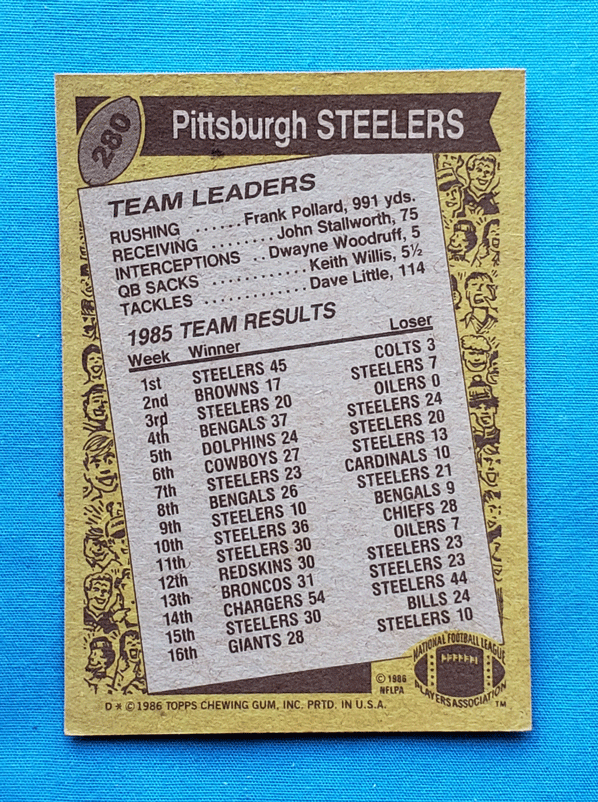 280
Pittsburgh STEELERS
TEAM LEADERS
RUSHING ...... Frank Pollard, 991 yds.
RECEIVING ......... John Stallworth, 75
INTERCEPTIONS .. Dwayne Woodruff, 5
QB SACKS ............ Keith Willis, 5½
TACKLES ............. Dave Little, 114
1985 TEAM RESULTS
Week Winner Loser
1st STEELERS 45 COLTS 3
2nd BROWNS 17 STEELERS 7
3rd STEELERS 20 OILERS 0
4th BENGALS 37 STEELERS 24
5th DOLPHINS 24 STEELERS 20
6th COWBOYS 27 STEELERS 13
7th STEELERS 23 CARDINALS 10
8th BENGALS 26 STEELERS 21
9th STEELERS 10 BENGALS 9
10th STEELERS 36 CHIEFS 28
11th STEELERS 30 OILERS 7
12th REDSKINS 30 STEELERS 23
13th BRONCOS 31 STEELERS 23
14th CHARGERS 54 STEELERS 44
15th STEELERS 30 BILLS 24
16th GIANTS 28 STEELERS 10
© 1986
NFLPA
NATIONAL FOOTBALL LEAGUE
PLAYERS ASSOCIATION
TM
D * © 1986 TOPPS CHEWING GUM, INC. PRTD. IN U.S.A.